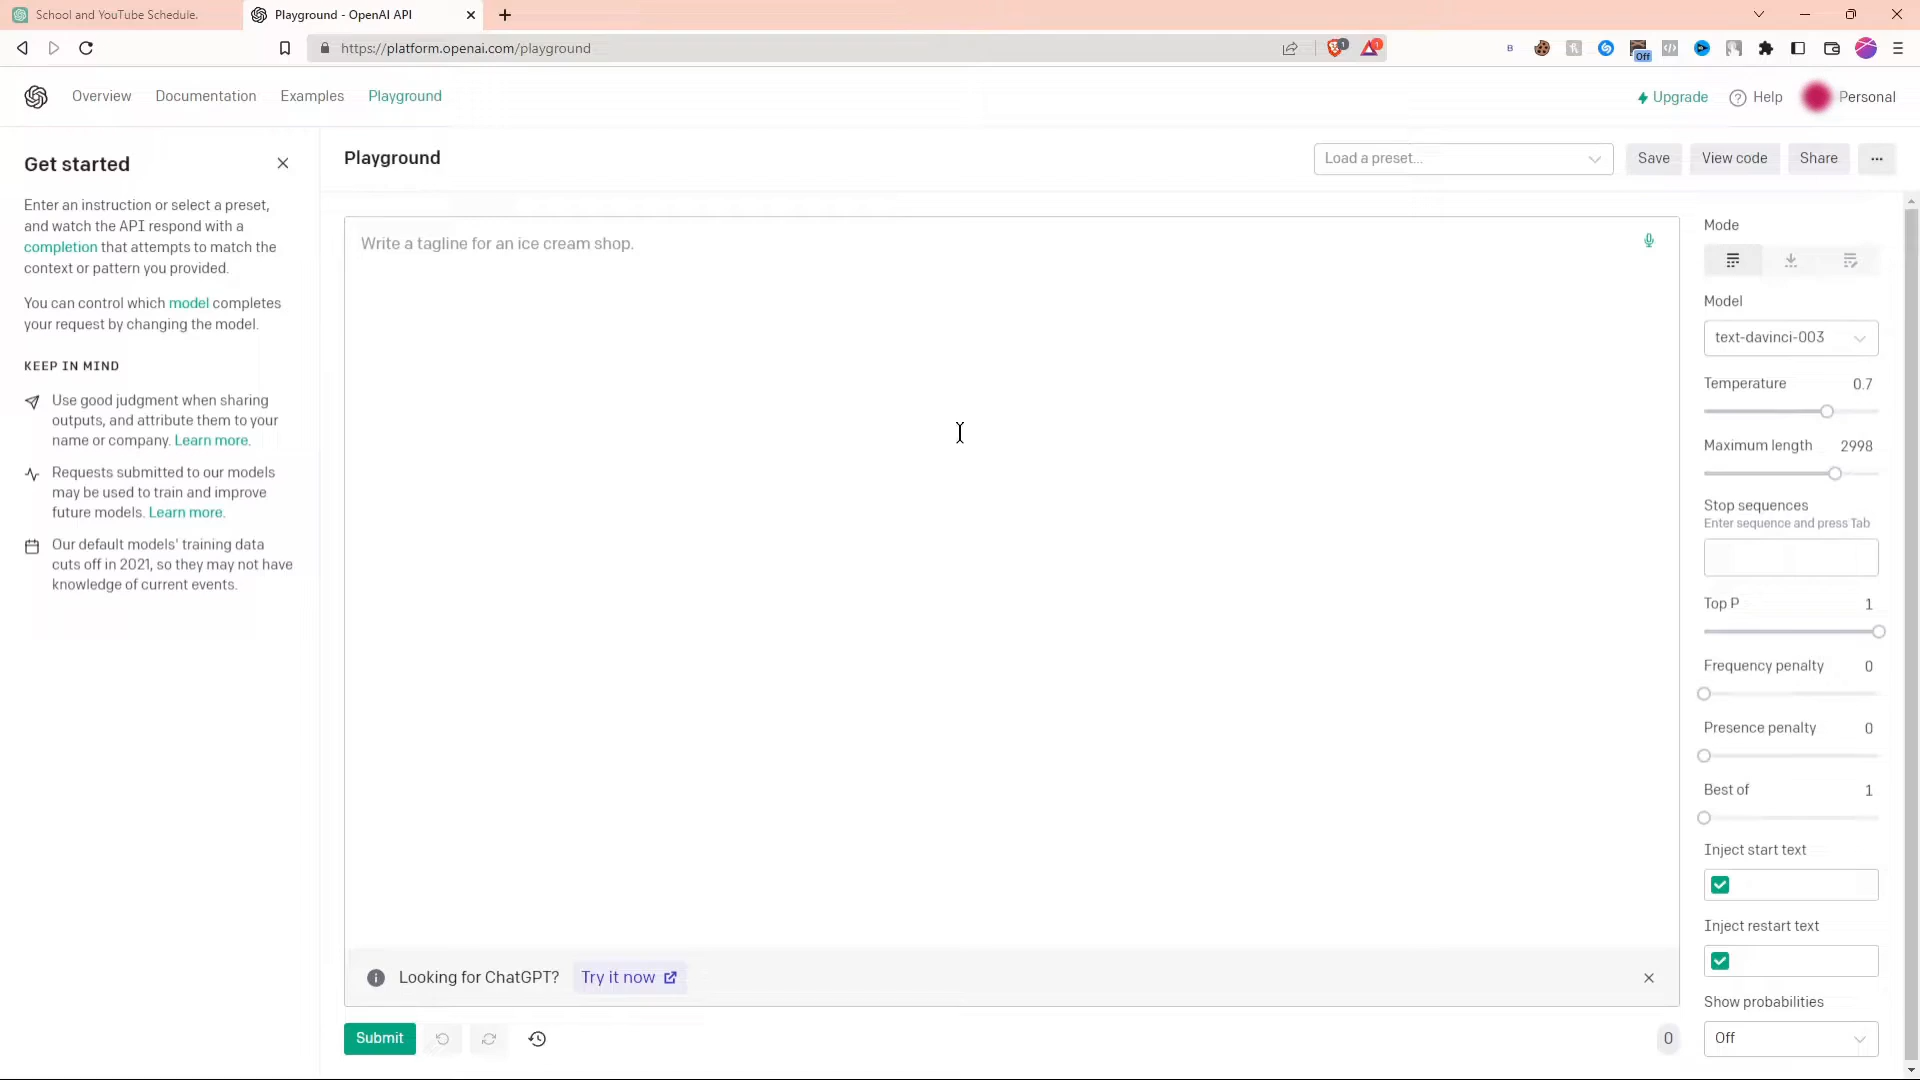 School and YouTube Schedule.
Playground - OpenAI API
https://platform.openai.com/playground
1
1
B
Off
Overview
Documentation
Examples
Playground
Upgrade
Help
Personal
Get started
Enter an instruction or select a preset,
and watch the API respond with a
completion that attempts to match the
context or pattern you provided.
You can control which model completes
your request by changing the model.
KEEP IN MIND
Use good judgment when sharing
outputs, and attribute them to your
name or company. Learn more.
Requests submitted to our models
may be used to train and improve
future models. Learn more.
Our default models' training data
cuts off in 2021, so they may not have
knowledge of current events.
Playground
Load a preset...
Save
View code
Share
...
Write a tagline for an ice cream shop.
Looking for ChatGPT? Try it now
Submit
0
Mode
Model
text-davinci-003
Temperature 0.7
Maximum length 2998
Stop sequences
Enter sequence and press Tab
Top P 1
Frequency penalty 0
Presence penalty 0
Best of 1
Inject start text
Inject restart text
Show probabilities
Off